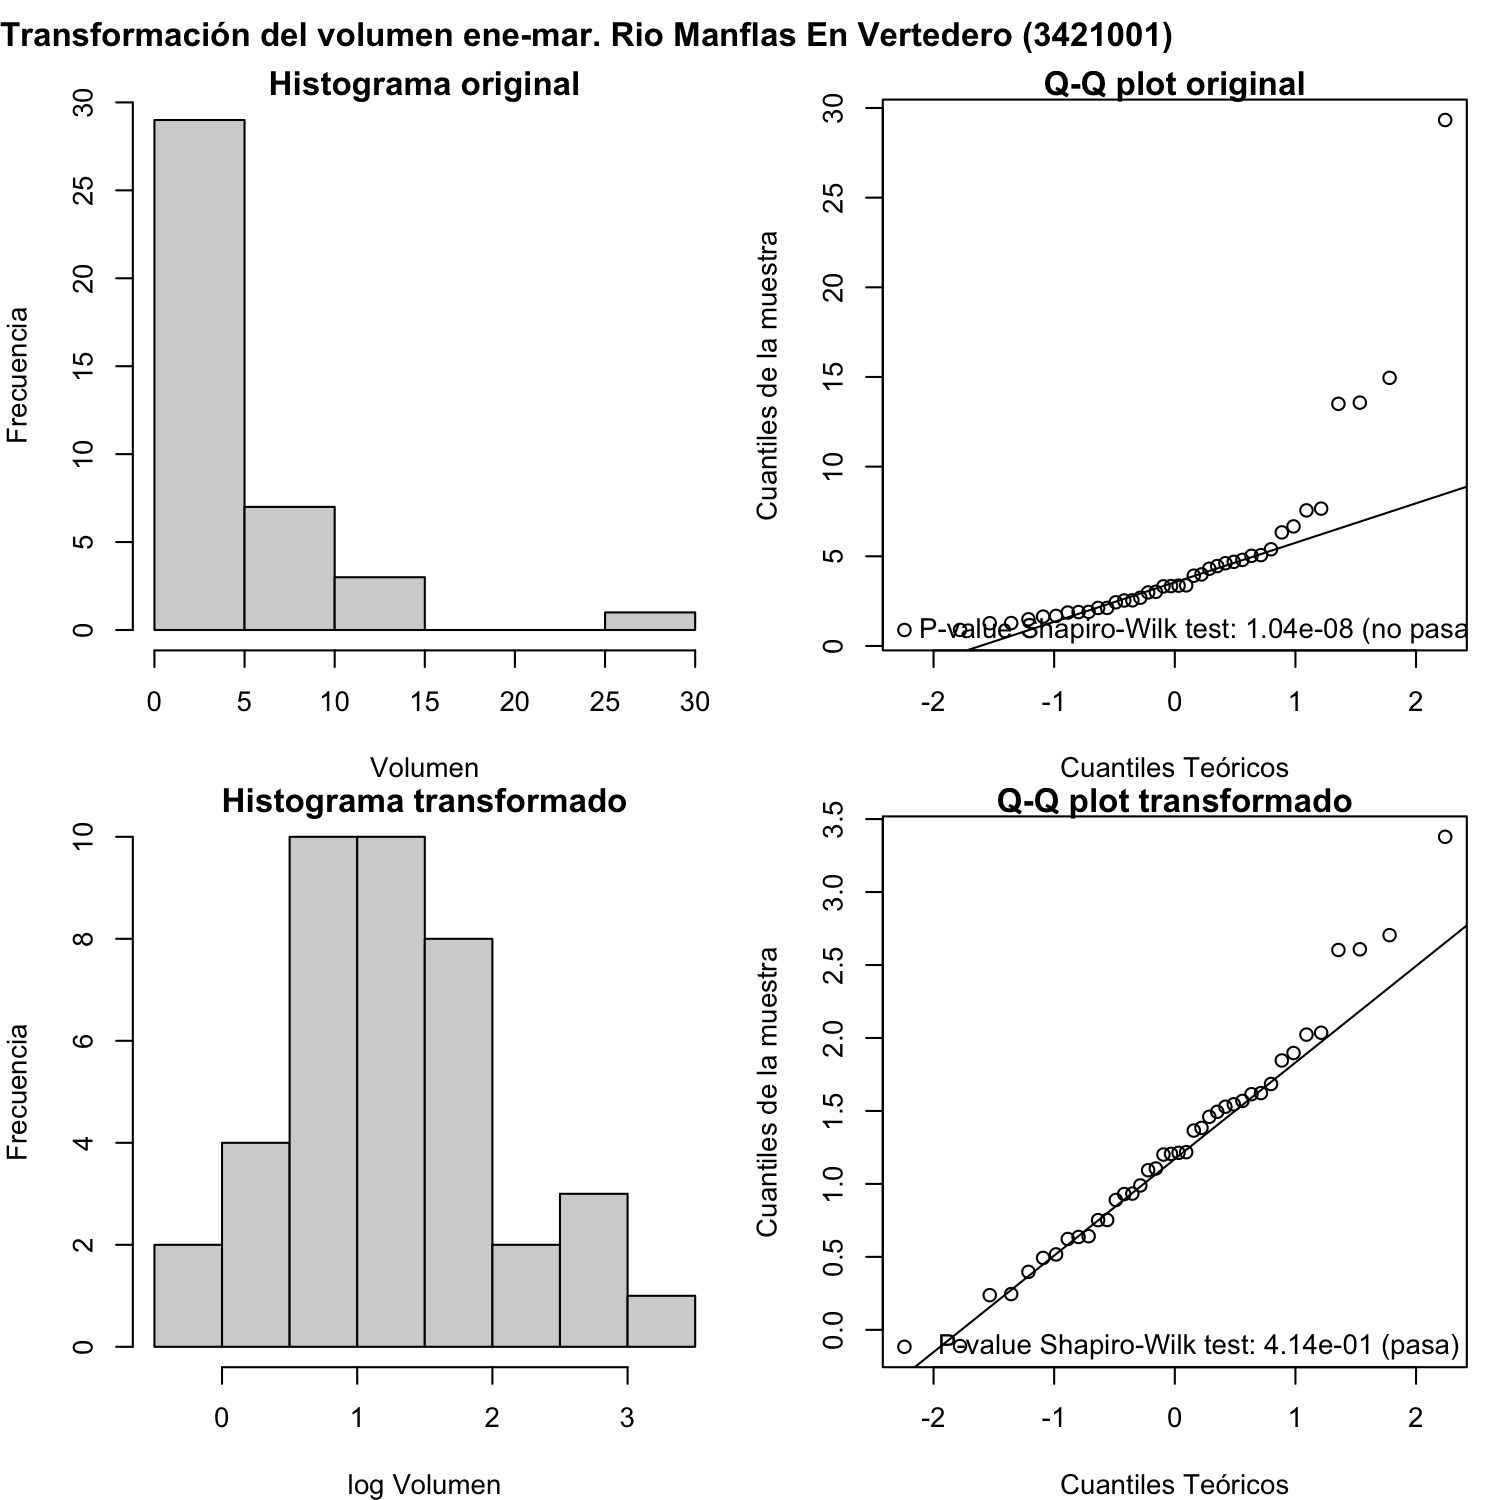 Transformación del volumen ene-mar. Rio Manflas En Vertedero (3421001)
Histograma original
Frecuencia
0 5 10 15 20 25 30
0 5 10 15 20 25 30
Volumen
Q-Q plot original
Cuantiles de la muestra
0 5 10 15 20 25 30
P-value Shapiro-Wilk test: 1.04e-08 (no pasa
-2 -1 0 1 2
Cuantiles Teóricos
Histograma transformado
Frecuencia
0 2 4 6 8 10
0 1 2 3
log Volumen
Q-Q plot transformado
Cuantiles de la muestra
0.0 0.5 1.0 1.5 2.0 2.5 3.0 3.5
P-value Shapiro-Wilk test: 4.14e-01 (pasa)
-2 -1 0 1 2
Cuantiles Teóricos